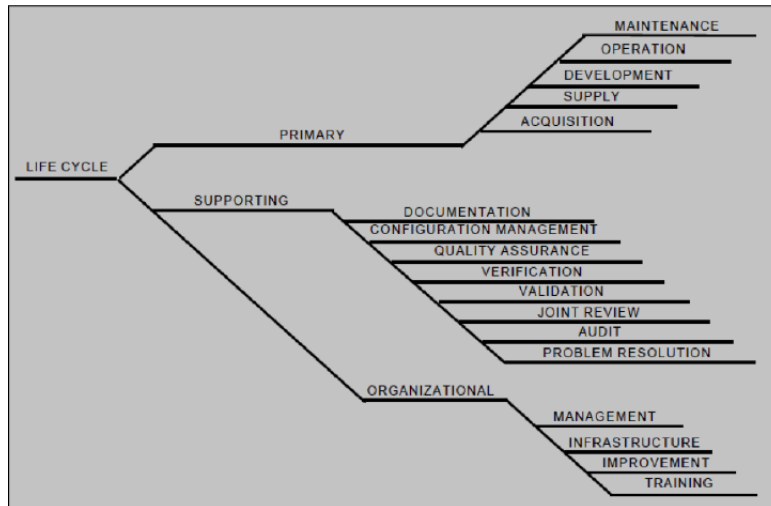 MAINTENANCE
OPERATION
DEVELOPMENT
SUPPLY
ACQUISITION
PRIMARY
LIFE CYCLE
SUPPORTING
DOCUMENTATION
CONFIGURATION MANAGEMENT
QUALITY ASSURANCE
VERIFICATION
VALIDATION
JOINT REVIEW
AUDIT
PROBLEM RESOLUTION
ORGANIZATIONAL
MANAGEMENT
INFRASTRUCTURE
IMPROVEMENT
TRAINING